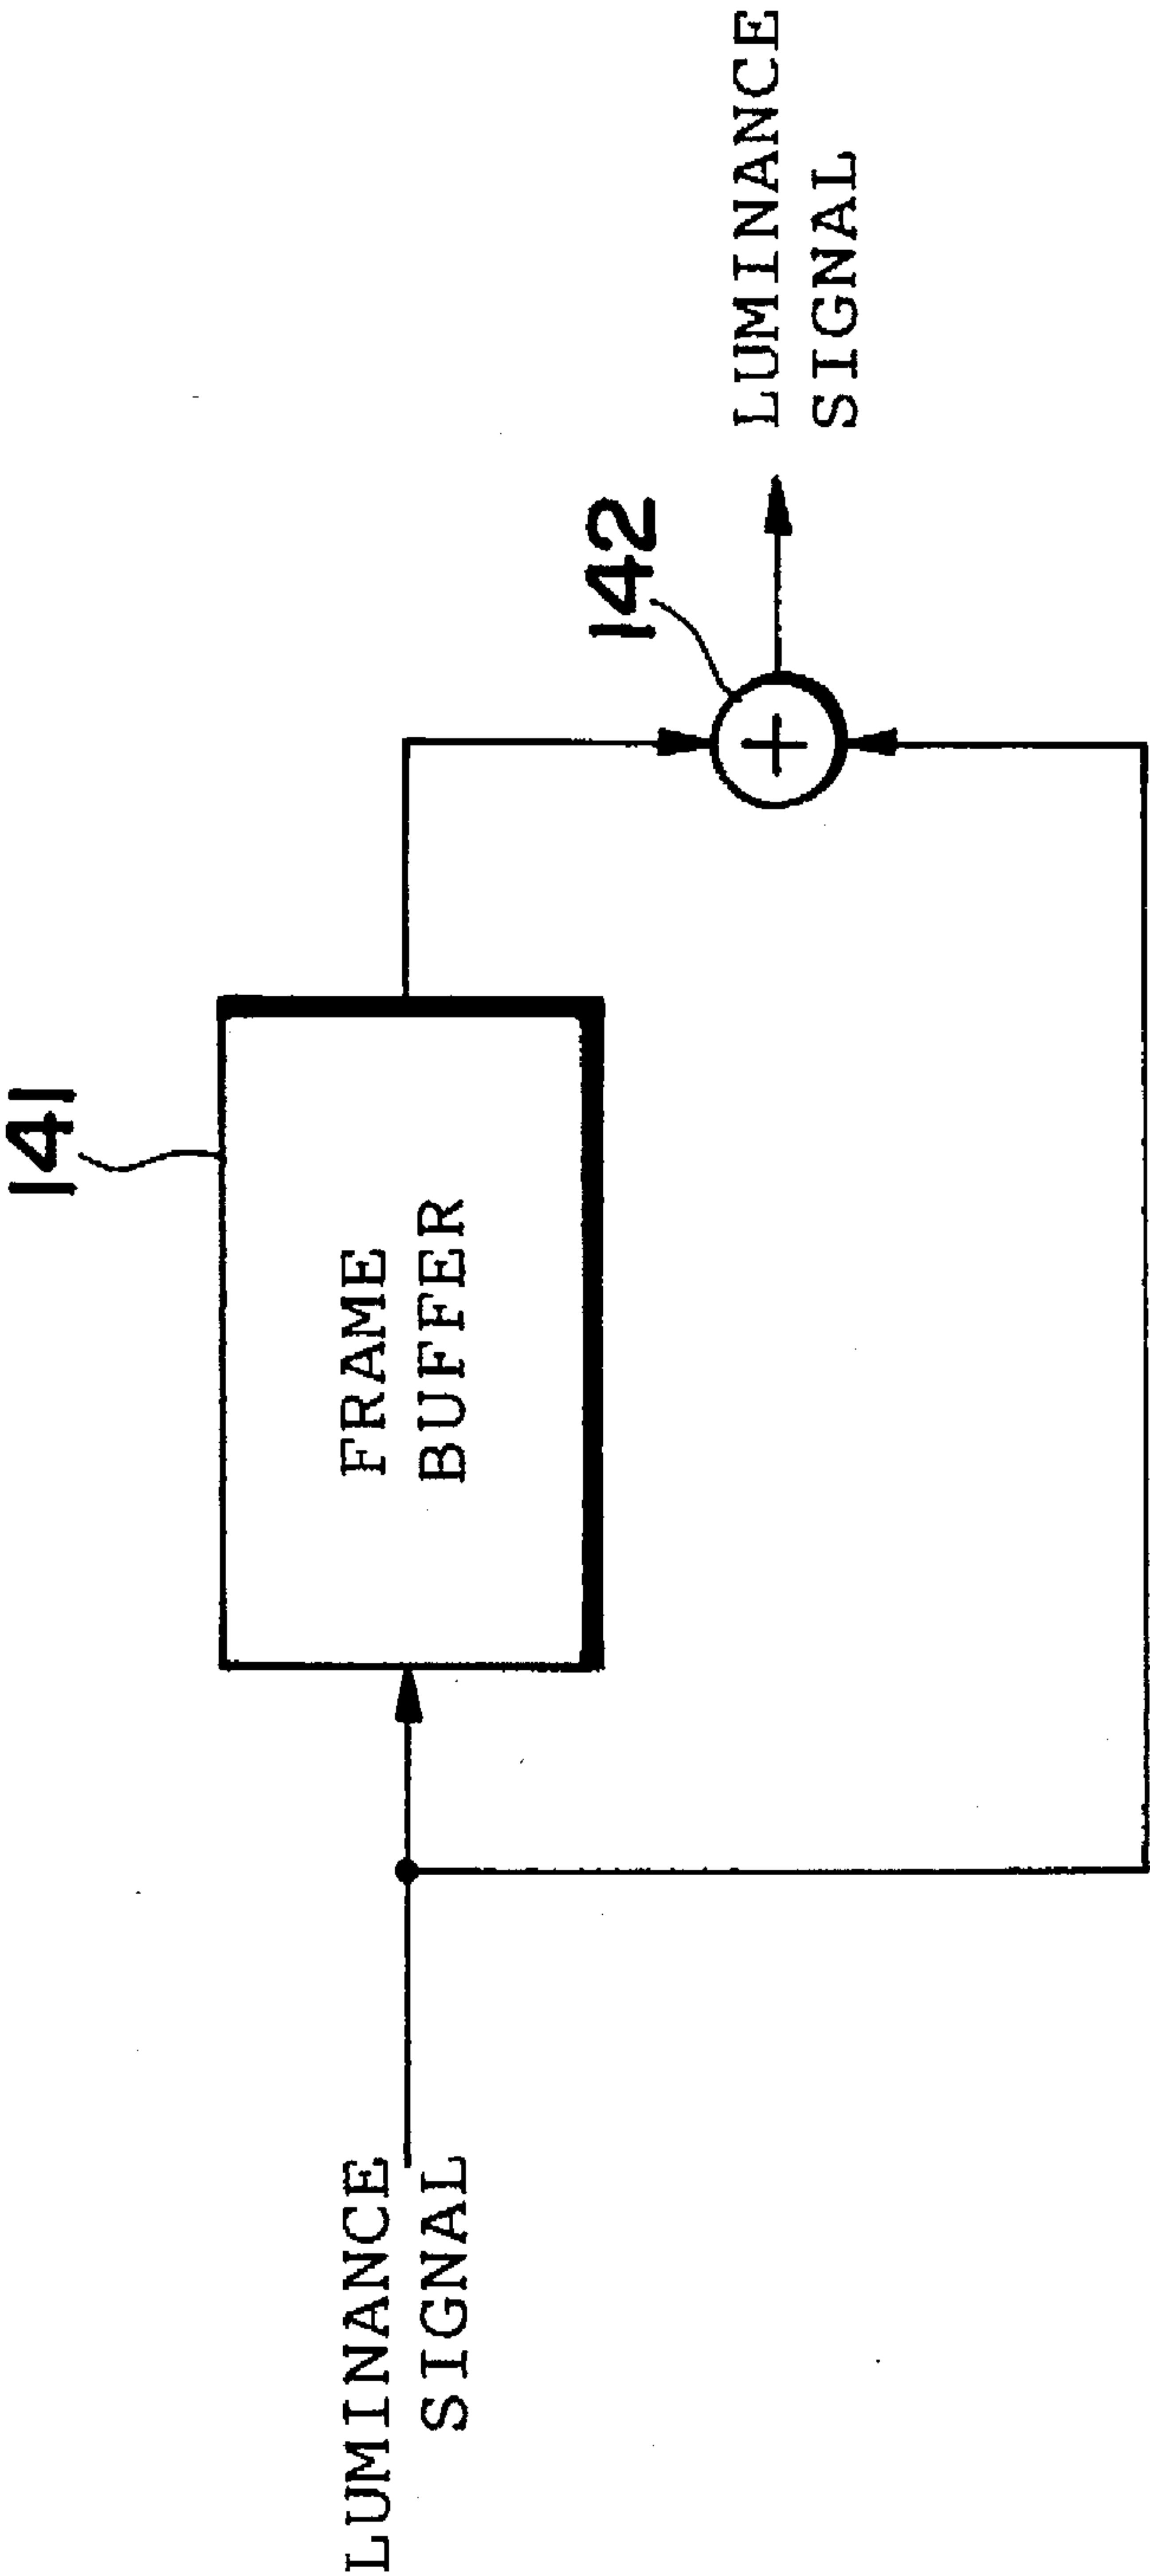 LUMINANCE
SIGNAL
141
FRAME
BUFFER
142
+
LUMINANCE
SIGNAL